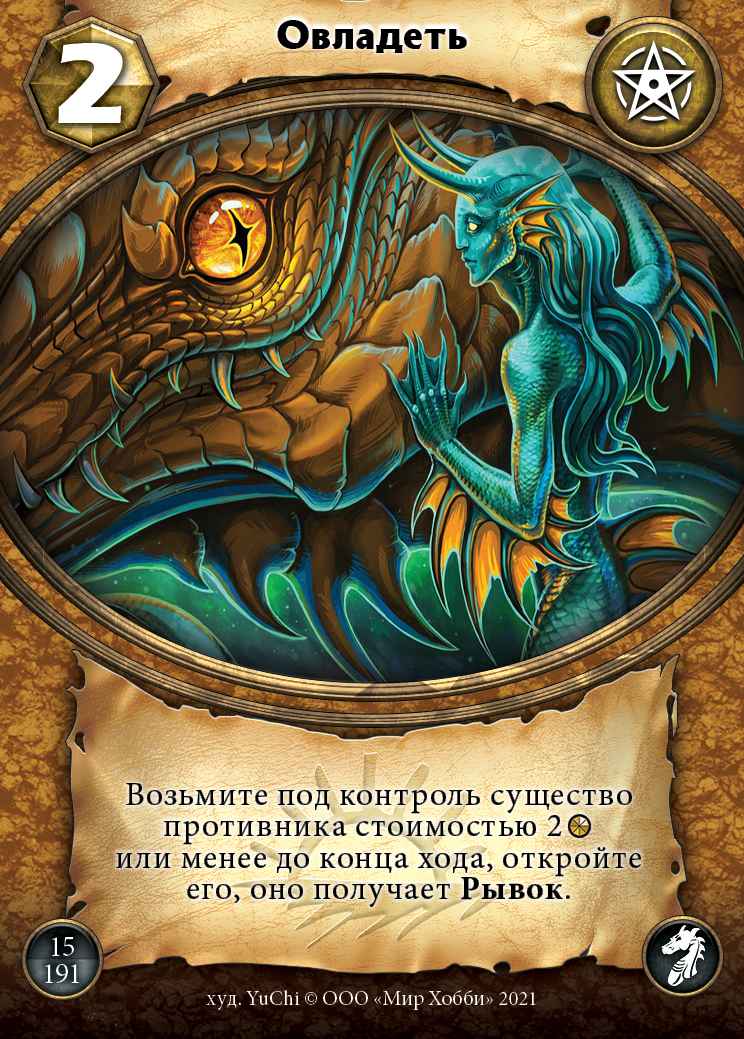 Овладеть
2
Возьмите под контроль существо
противника стоимостью 2
или менее до конца хода, откройте
его, оно получает Рывок.
15
191
худ. YuChi © ООО «Мир Хобби» 2021